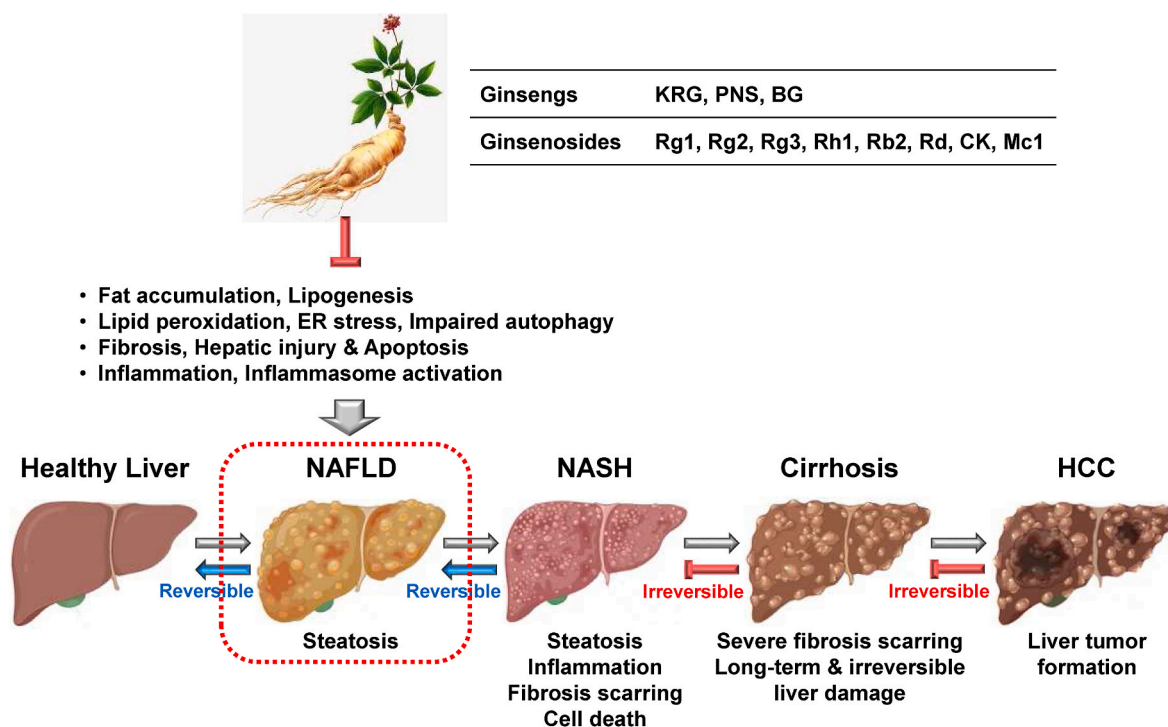 Ginsengs KRG, PNS, BG
Ginsenosides Rg1, Rg2, Rg3, Rh1, Rb2, Rd, CK, Mc1
• Fat accumulation, Lipogenesis
• Lipid peroxidation, ER stress, Impaired autophagy
• Fibrosis, Hepatic injury & Apoptosis
• Inflammation, Inflammasome activation
Healthy Liver NAFLD NASH Cirrhosis HCC
Reversible Reversible Irreversible Irreversible
Steatosis
Steatosis
Inflammation
Fibrosis scarring
Cell death
Severe fibrosis scarring
Long-term & irreversible
liver damage
Liver tumor
formation